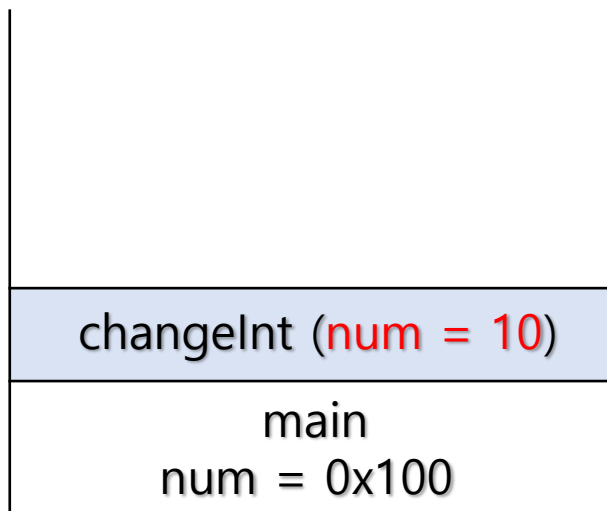 changeInt (num = 10)
main
num = 0x100